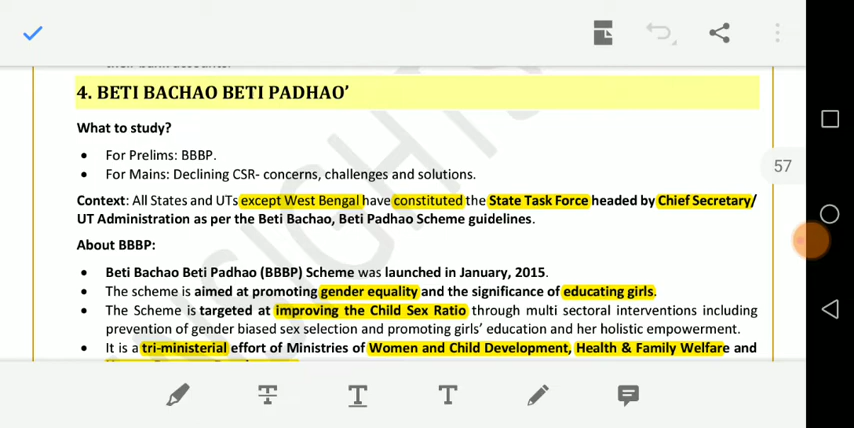 their bank accounts.
4. BETI BACHAO BETI PADHAO’
What to study?
• For Prelims: BBBP.
• For Mains: Declining CSR- concerns, challenges and solutions.
57
Context: All States and UTs except West Bengal have constituted the State Task Force headed by Chief Secretary/
UT Administration as per the Beti Bachao, Beti Padhao Scheme guidelines.
About BBBP:
• Beti Bachao Beti Padhao (BBBP) Scheme was launched in January, 2015.
• The scheme is aimed at promoting gender equality and the significance of educating girls.
• The Scheme is targeted at improving the Child Sex Ratio through multi sectoral interventions including
prevention of gender biased sex selection and promoting girls’ education and her holistic empowerment.
• It is a tri-ministerial effort of Ministries of Women and Child Development, Health & Family Welfare and
INSIGHTS